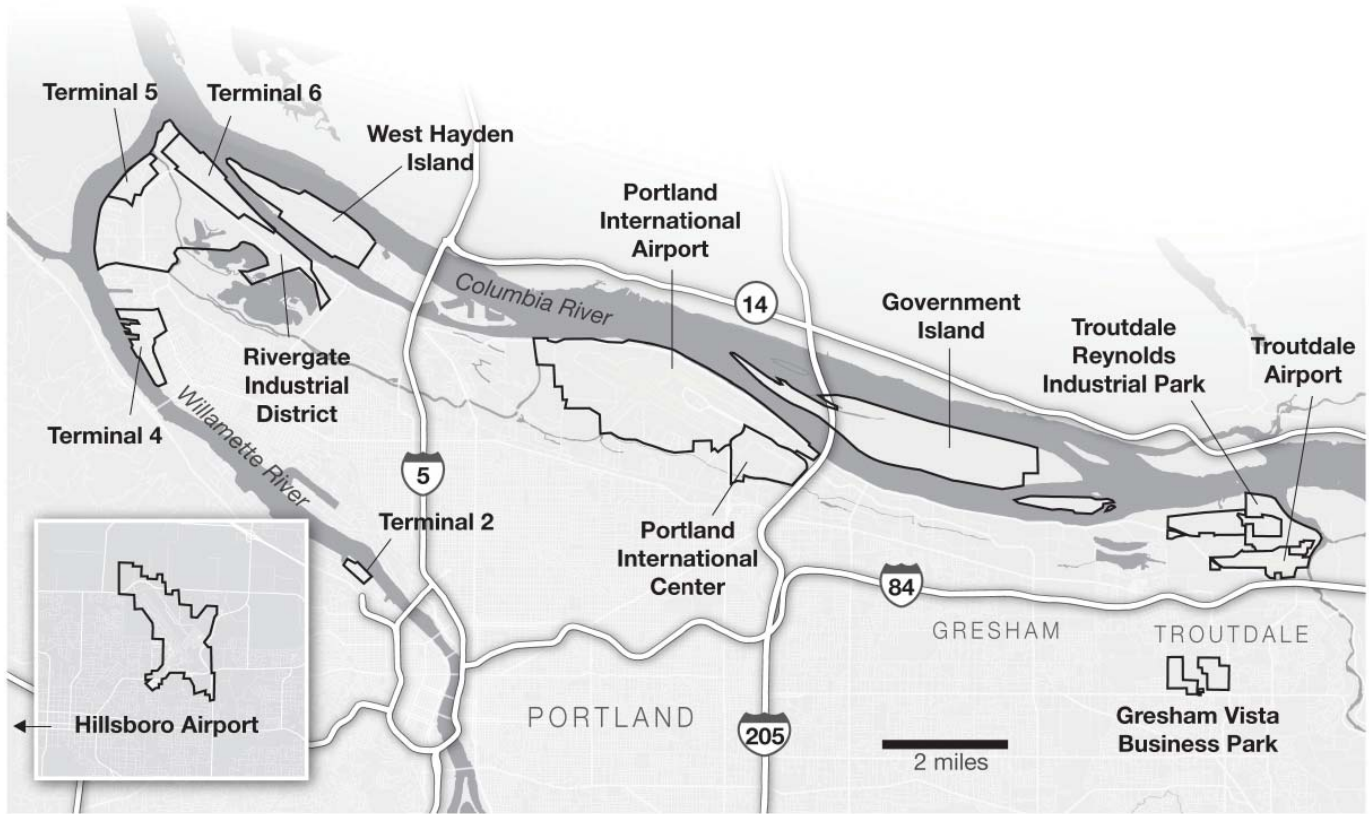 Terminal 5
Terminal 6
West Hayden
Island
Portland
International
Airport
Columbia River
14
Government
Island
Troutdale
Reynolds
Industrial Park
Troutdale
Airport
Rivergate
Industrial
District
Willamette River
Terminal 4
5
Terminal 2
Portland
International
Center
84
GRESHAM
TROUTDALE
Hillsboro Airport
PORTLAND
205
2 miles
Gresham Vista
Business Park